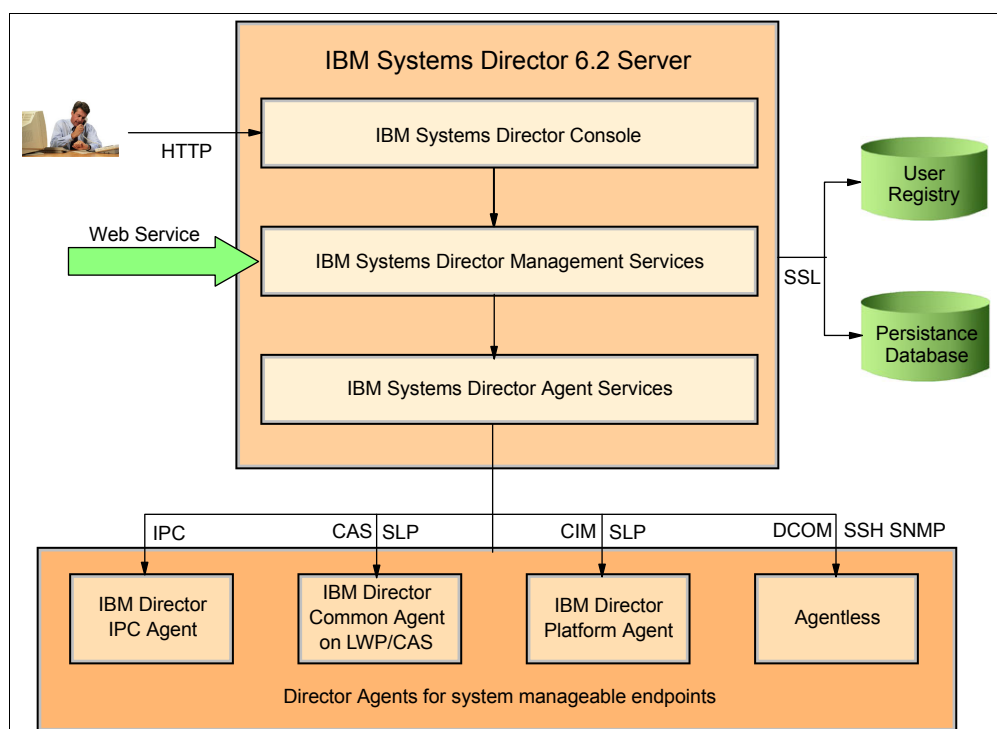 IBM Systems Director 6.2 Server
IBM Systems Director Console
HTTP
User
Registry
Web Service
IBM Systems Director Management Services
SSL
Persistance
Database
IBM Systems Director Agent Services
IPC
CAS
SLP
CIM
SLP
DCOM
SSH SNMP
IBM Director
IPC Agent
IBM Director
Common Agent
on LWP/CAS
IBM Director
Platform Agent
Agentless
Director Agents for system manageable endpoints